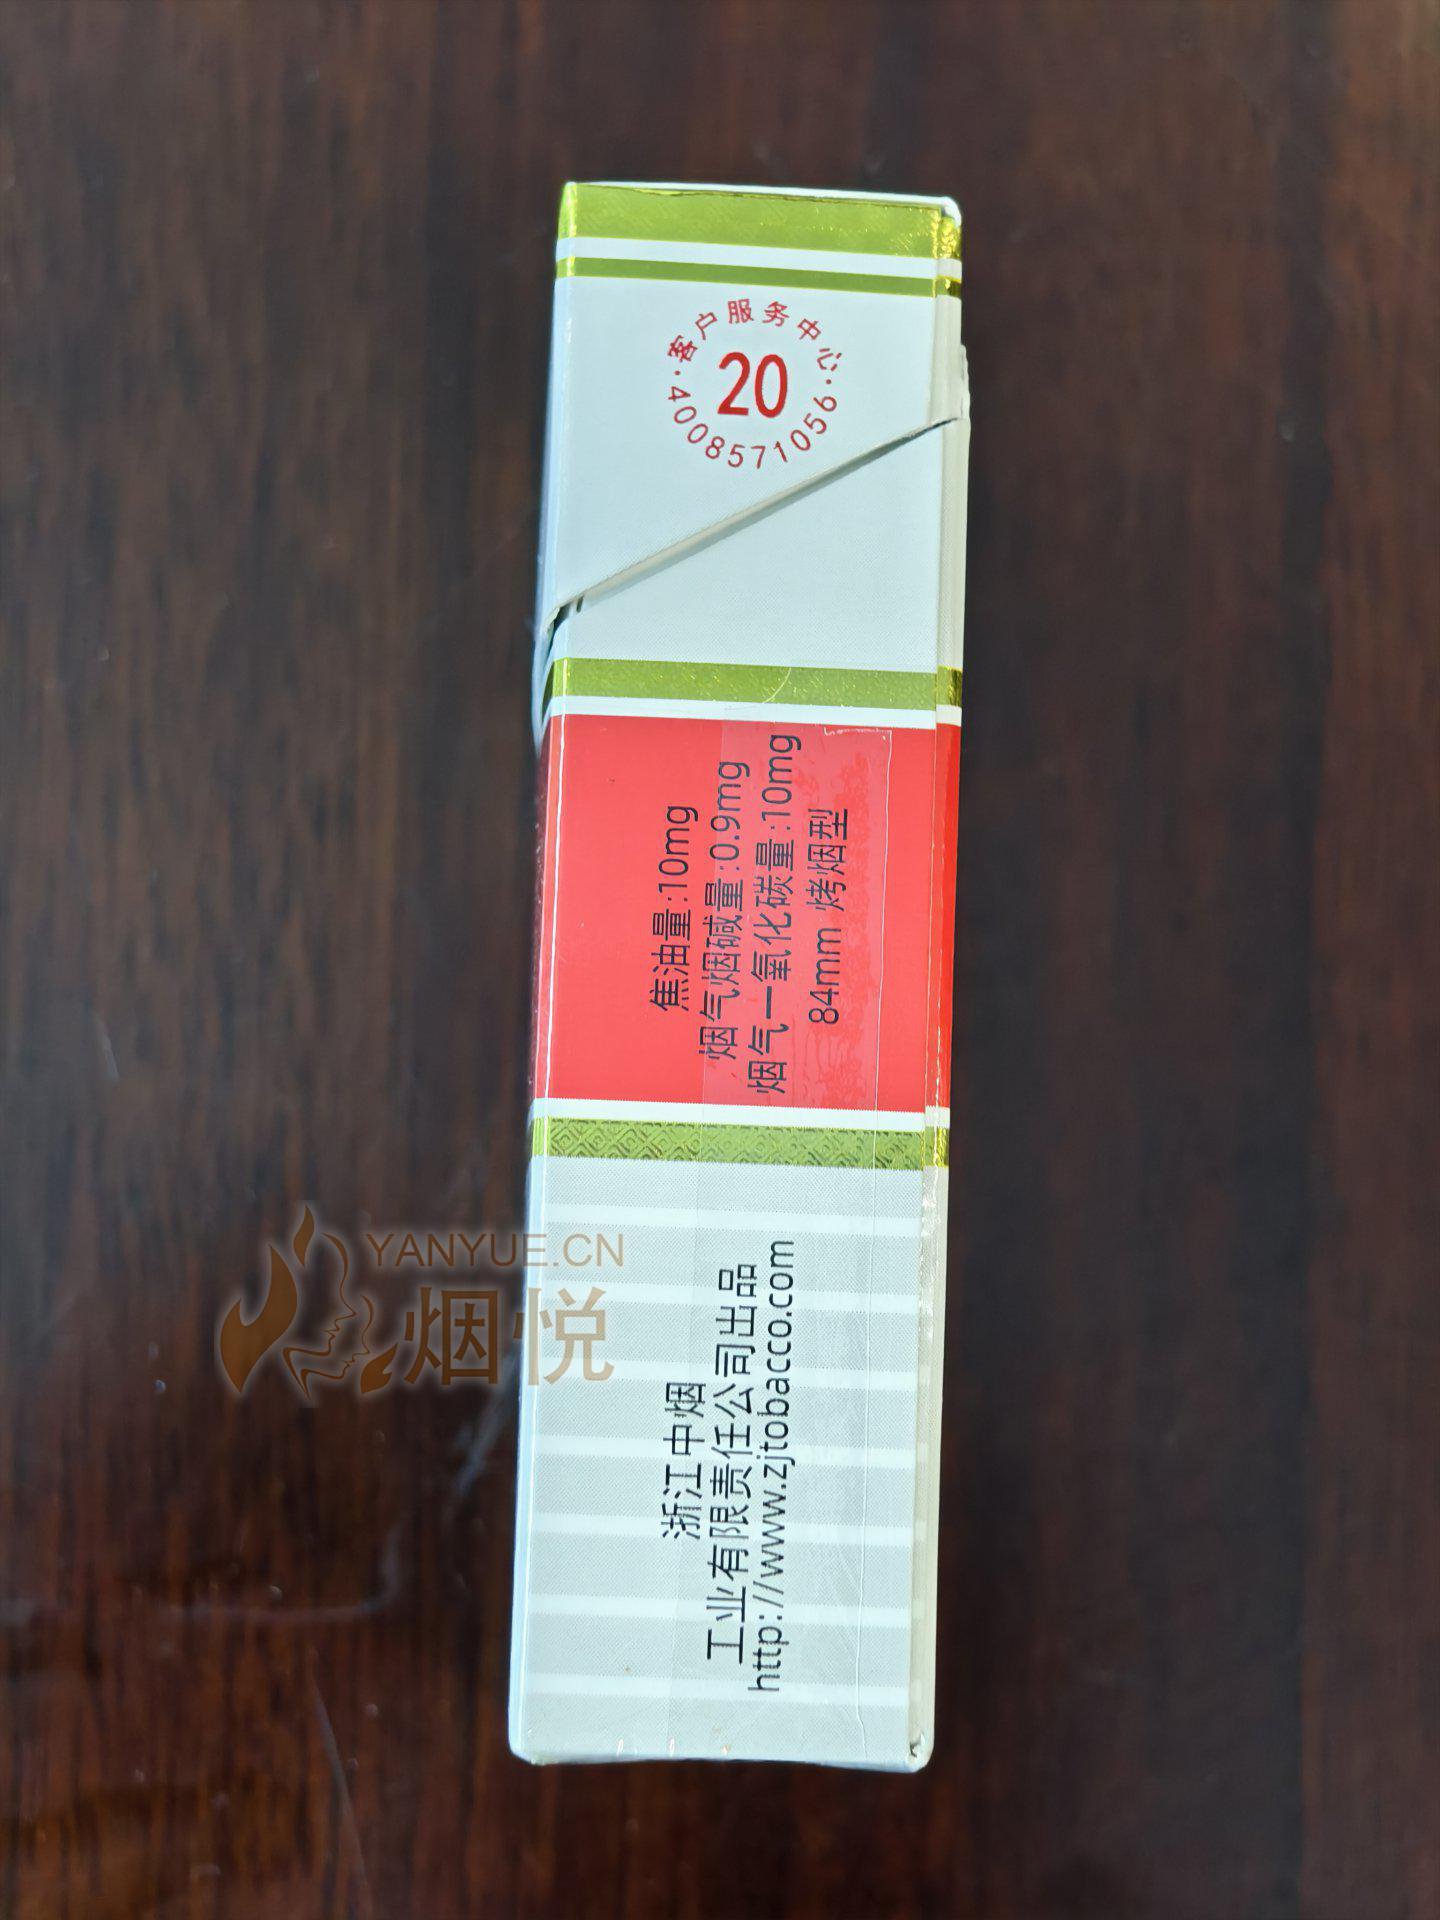 客户服务中心
20
·4008571056·
焦油量:10mg
烟气烟碱量:0.9mg
烟气一氧化碳量:10mg
84mm 烤烟型
浙江中烟
工业有限责任公司出品
http://www.zjtobacco.com
YANYUE.CN
烟悦